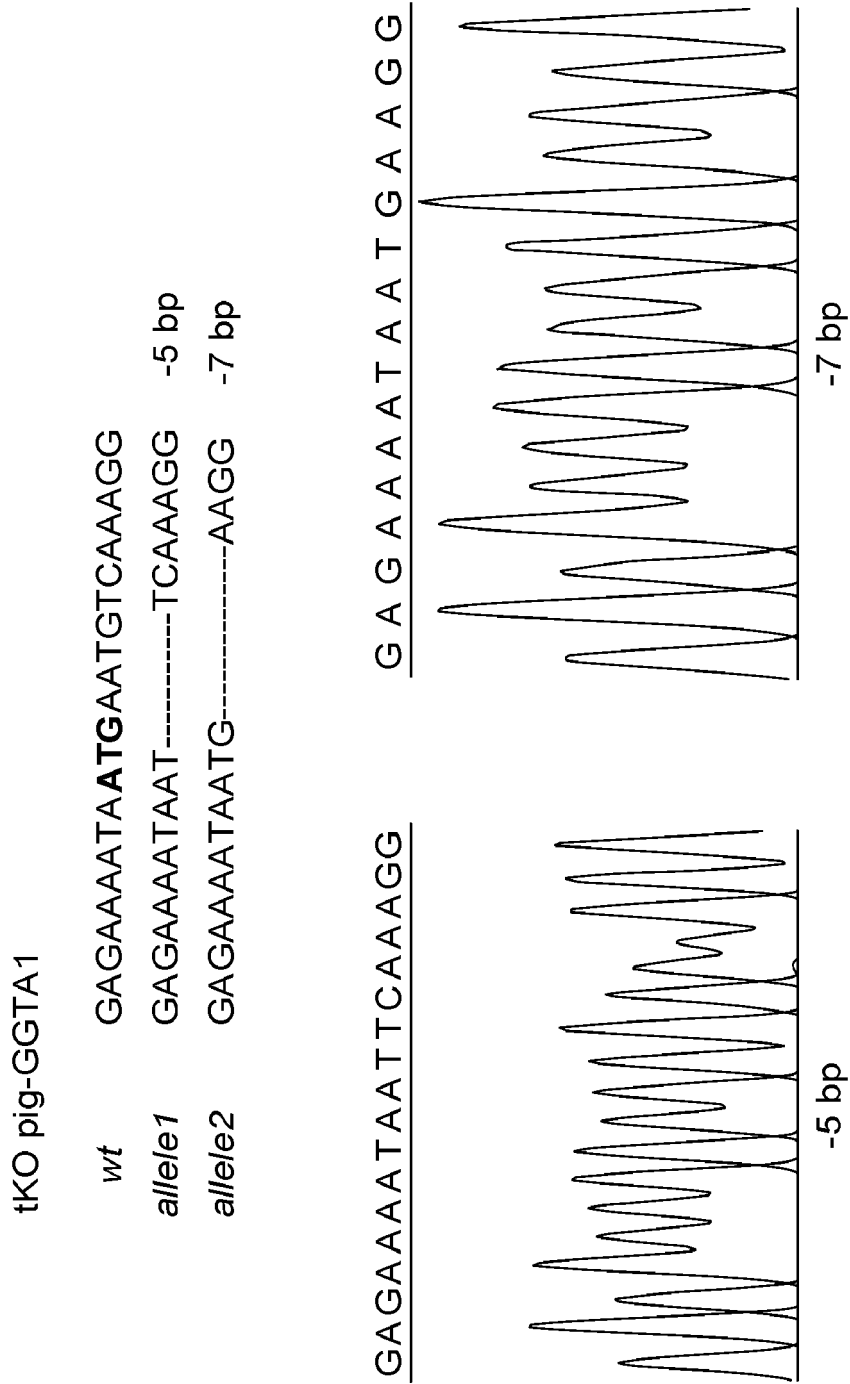 tKO pig-GGTA1
wt GAGAAAATAATGAATGTCAAAGG
allele1 GAGAAAATAAT------------TCAAAGG -5 bp
allele2 GAGAAAATAATG-----------------AAGG -7 bp
GAGAAAATAATTCAAAGG
-5 bp
G A G A A A A T A A T G A A G G
-7 bp